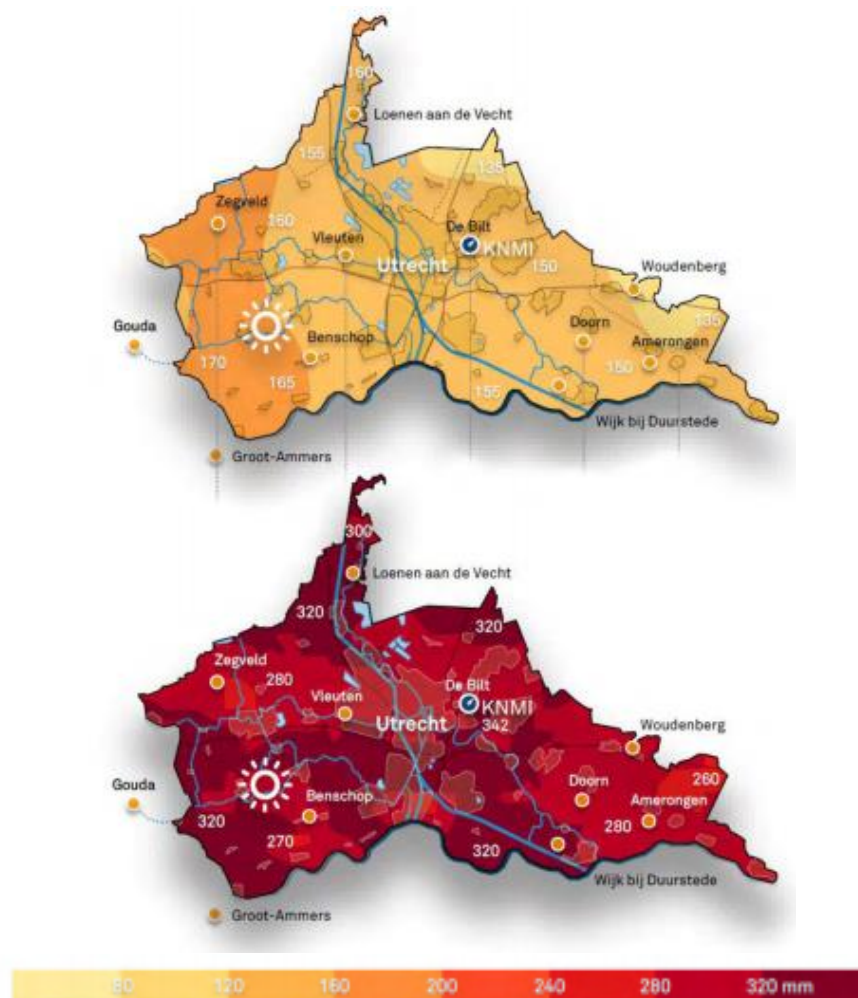 160
Loenen aan de Vecht
155
135
Zegveld
160
De Bilt
KNMI
Vleuten
Utrecht
150
Woudenberg
Gouda
Benschop
Doorn
135
Amerongen
170
165
155
150
Wijk bij Duurstede
Groot-Ammers
300
Loenen aan de Vecht
320
320
Zegveld
280
De Bilt
KNMI
Vleuten
Utrecht
342
Woudenberg
Gouda
Benschop
Doorn
260
Amerongen
320
270
320
280
Wijk bij Duurstede
Groot-Ammers
80 120 160 200 240 280 320 mm